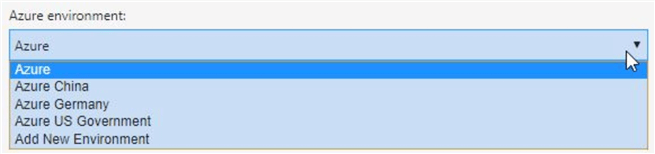 Azure environment:
Azure
Azure
Azure China
Azure Germany
Azure US Government
Add New Environment